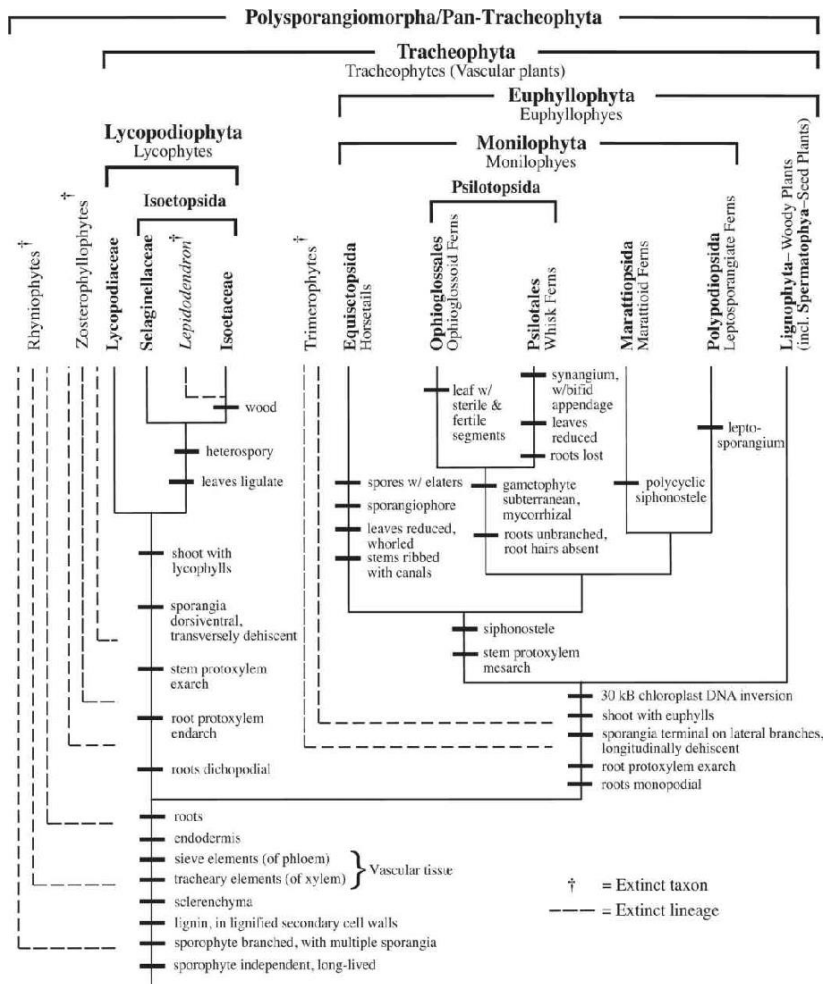 Polysporangiomorpha/Pan-Tracheophyta
Tracheophyta
Tracheophytes (Vascular plants)
Euphyllophyta
Euphyllophyes
Lycopodiophyta
Lycophytes
Monilophyta
Monilophyes
Isoetopsida
Psilotopsida
Rhyniophytes†
Zosterophyllophytes†
Lycopodiaceae
Selaginellaceae
Lepidodendron†
Isoetaceae
Trimerophytes†
Equisetopsida
Horsetails
Ophioglossales
Ophioglossoid Ferns
Psilotales
Whisk Ferns
Marattiopsida
Marattioid Ferns
Polypodiopsida
Leptosporangiate Ferns
Lignophyta–Woody Plants
(incl. Spermatophya–Seed Plants)
wood
heterospory
leaves ligulate
leaf w/
sterile &
fertile
segments
synangium,
w/bifid
appendage
leaves
reduced
roots lost
lepto-
sporangium
spores w/ elaters
sporangiophore
leaves reduced,
whorled
stems ribbed
with canals
gametophyte
subterranean,
mycorrhizal
roots unbranched,
root hairs absent
polycyclic
siphonostele
shoot with
lycophylls
sporangia
dorsiventral,
transversely dehiscent
stem protoxylem
exarch
root protoxylem
endarch
roots dichopodial
siphonostele
stem protoxylem
mesarch
30 kB chloroplast DNA inversion
shoot with euphylls
sporangia terminal on lateral branches,
longitudinally dehiscent
root protoxylem exarch
roots monopodial
roots
endodermis
sieve elements (of phloem)
tracheary elements (of xylem)
Vascular tissue
sclerenchyma
lignin, in lignified secondary cell walls
sporophyte branched, with multiple sporangia
sporophyte independent, long-lived
† = Extinct taxon
= Extinct lineage